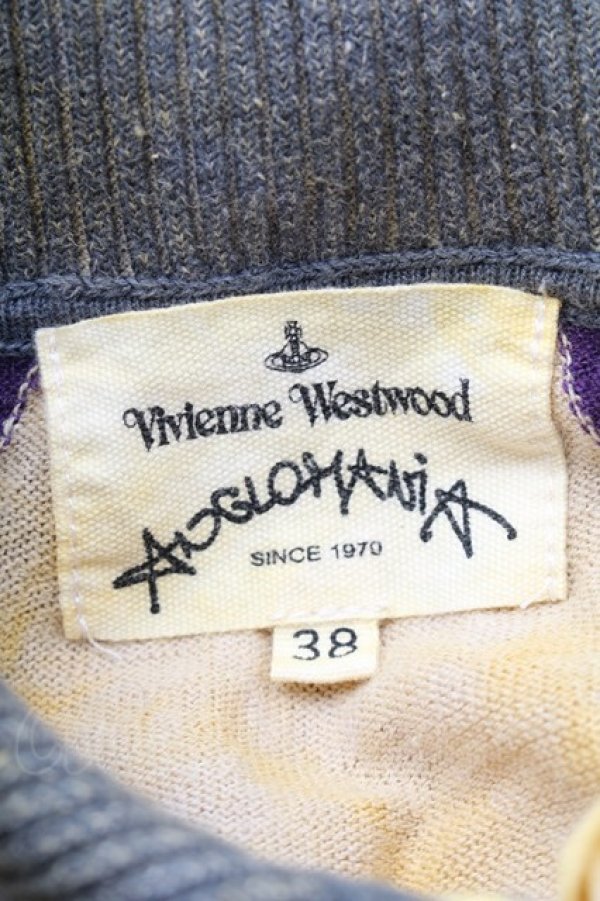 Vivienne Westwood
ANGLOMANiA
SINCE 1970
38